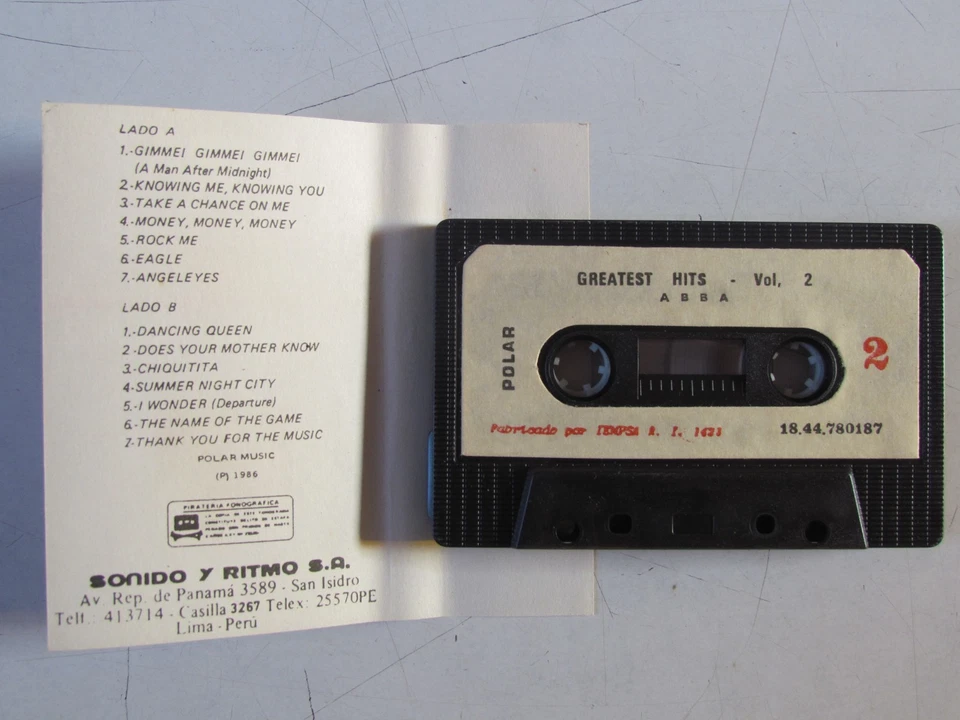 LADO A
1.-GIMMEI GIMMEI GIMMEI
(A Man After Midnight)
2-KNOWING ME, KNOWING YOU
3.-TAKE A CHANCE ON ME
4.-MONEY, MONEY, MONEY
5.-ROCK ME
6.-EAGLE
7.-ANGELEYES
LADO B
1.-DANCING QUEEN
2-DOES YOUR MOTHER KNOW
3.-CHIQUITITA
4-SUMMER NIGHT CITY
5.-I WONDER (Departure)
6.-THE NAME OF THE GAME
7-THANK YOU FOR THE MUSIC
POLAR MUSIC
(P) 1986
PIRATERIA FONOGRAFICA
SONIDO Y RITMO S.A.
Av. Rep. de Panamá 3589 - San Isidro
Telf.: 413714 - Casilla 3267 Telex: 25570PE
Lima - Perú
GREATEST HITS - Vol, 2
ABBA
POLAR
2
Fabricado por IEMPSA R. I. 1433
18.44.780187